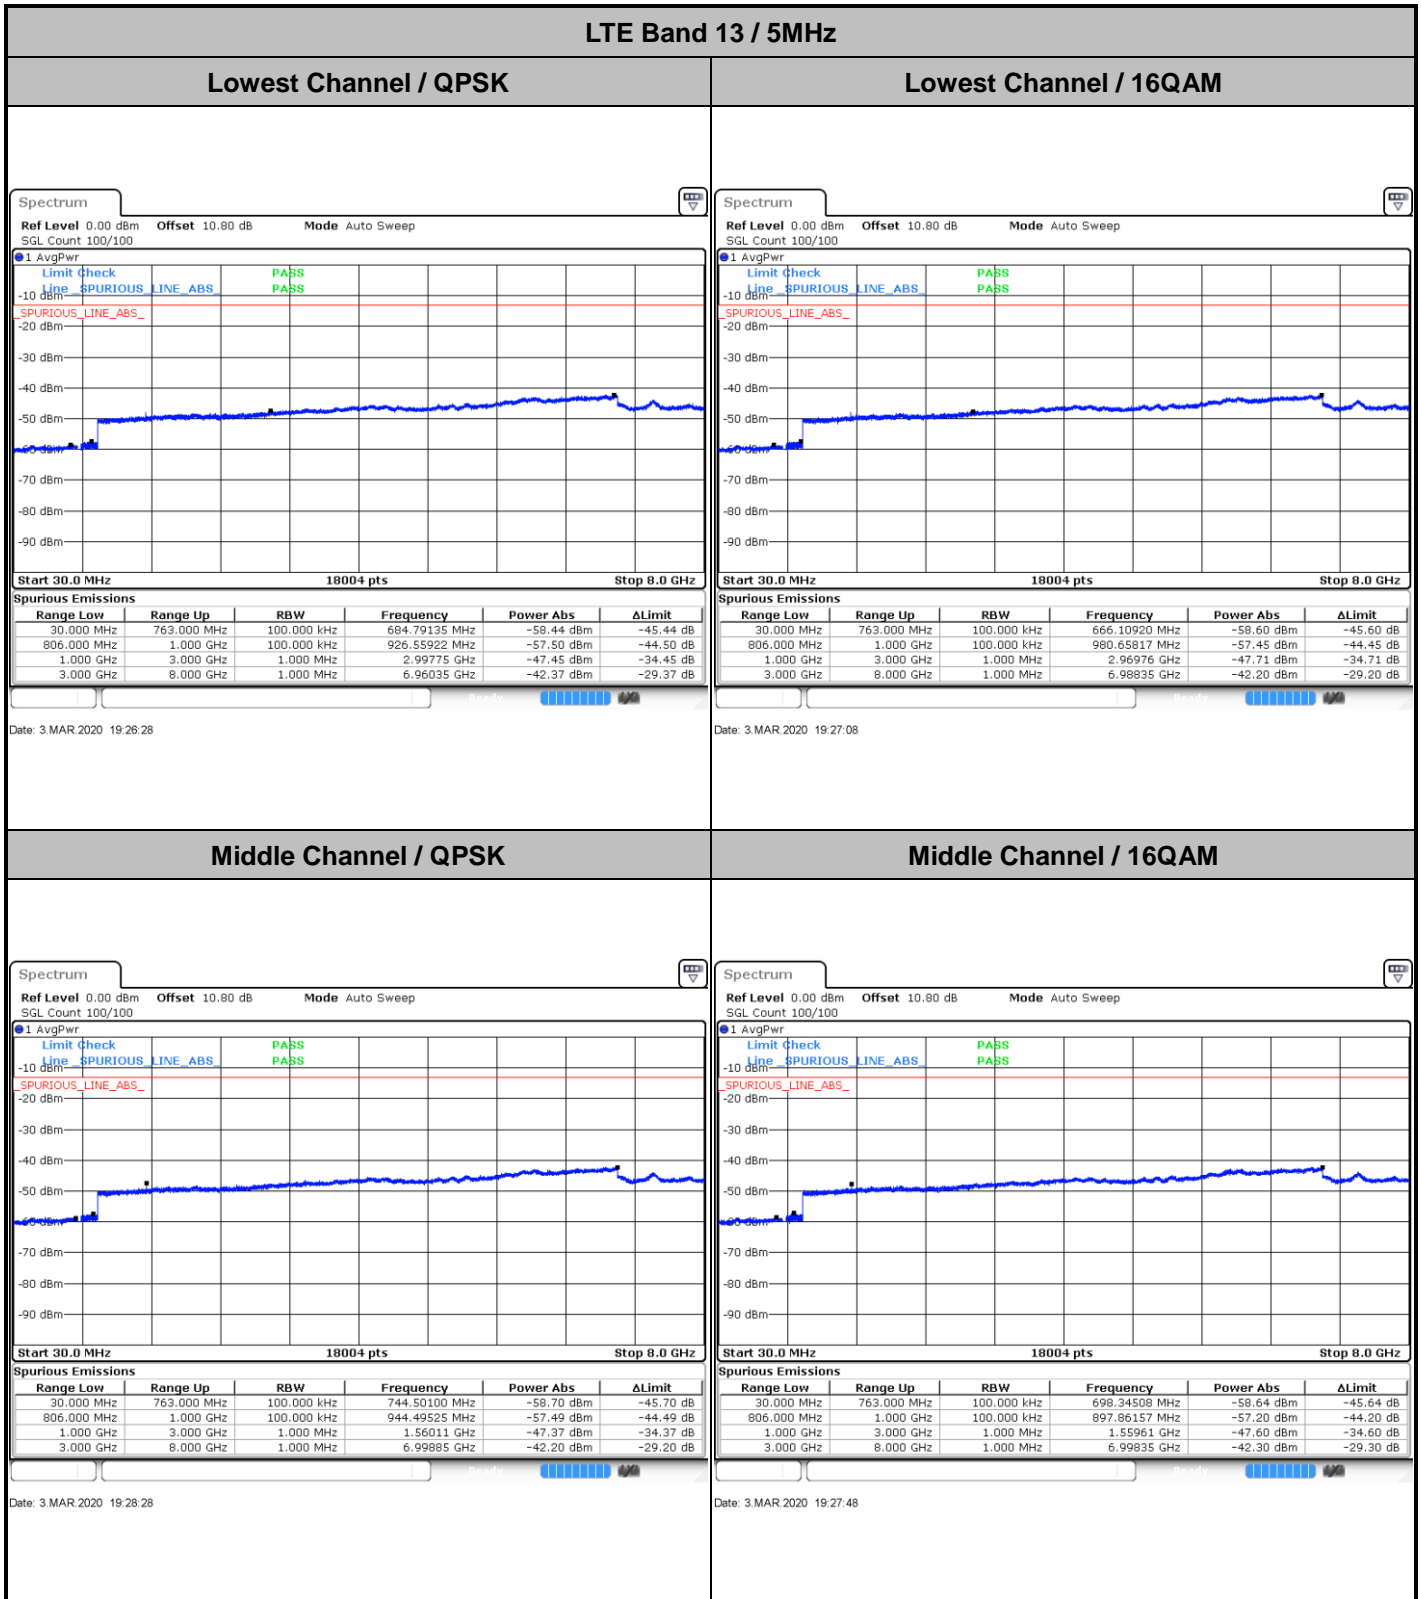 LTE Band 13 / 5MHz
Lowest Channel / QPSK
Lowest Channel / 16QAM
Spectrum
Ref Level 0.00 dBm Offset 10.80 dB Mode Auto Sweep
SGL Count 100/100
1 AvgPwr
Limit Check PASS
Line _SPURIOUS_LINE_ABS_ PASS
-10 dBm
_SPURIOUS_LINE_ABS_
-20 dBm
-30 dBm
-40 dBm
-50 dBm
-60 dBm
-70 dBm
-80 dBm
-90 dBm
Start 30.0 MHz 18004 pts Stop 8.0 GHz
Spurious Emissions
Range Low Range Up RBW Frequency Power Abs ΔLimit
30.000 MHz 763.000 MHz 100.000 kHz 684.79135 MHz -58.44 dBm -45.44 dB
806.000 MHz 1.000 GHz 100.000 kHz 926.55922 MHz -57.50 dBm -44.50 dB
1.000 GHz 3.000 GHz 1.000 MHz 2.99775 GHz -47.45 dBm -34.45 dB
3.000 GHz 8.000 GHz 1.000 MHz 6.96035 GHz -42.37 dBm -29.37 dB
Ready
Date: 3.MAR.2020 19:26:28
Spectrum
Ref Level 0.00 dBm Offset 10.80 dB Mode Auto Sweep
SGL Count 100/100
1 AvgPwr
Limit Check PASS
Line _SPURIOUS_LINE_ABS_ PASS
-10 dBm
_SPURIOUS_LINE_ABS_
-20 dBm
-30 dBm
-40 dBm
-50 dBm
-60 dBm
-70 dBm
-80 dBm
-90 dBm
Start 30.0 MHz 18004 pts Stop 8.0 GHz
Spurious Emissions
Range Low Range Up RBW Frequency Power Abs ΔLimit
30.000 MHz 763.000 MHz 100.000 kHz 666.10920 MHz -58.60 dBm -45.60 dB
806.000 MHz 1.000 GHz 100.000 kHz 980.65817 MHz -57.45 dBm -44.45 dB
1.000 GHz 3.000 GHz 1.000 MHz 2.96976 GHz -47.71 dBm -34.71 dB
3.000 GHz 8.000 GHz 1.000 MHz 6.98835 GHz -42.20 dBm -29.20 dB
Ready
Date: 3.MAR.2020 19:27:08
Middle Channel / QPSK
Middle Channel / 16QAM
Spectrum
Ref Level 0.00 dBm Offset 10.80 dB Mode Auto Sweep
SGL Count 100/100
1 AvgPwr
Limit Check PASS
Line _SPURIOUS_LINE_ABS_ PASS
-10 dBm
_SPURIOUS_LINE_ABS_
-20 dBm
-30 dBm
-40 dBm
-50 dBm
-60 dBm
-70 dBm
-80 dBm
-90 dBm
Start 30.0 MHz 18004 pts Stop 8.0 GHz
Spurious Emissions
Range Low Range Up RBW Frequency Power Abs ΔLimit
30.000 MHz 763.000 MHz 100.000 kHz 744.50100 MHz -58.70 dBm -45.70 dB
806.000 MHz 1.000 GHz 100.000 kHz 944.49525 MHz -57.49 dBm -44.49 dB
1.000 GHz 3.000 GHz 1.000 MHz 1.56011 GHz -47.37 dBm -34.37 dB
3.000 GHz 8.000 GHz 1.000 MHz 6.99885 GHz -42.20 dBm -29.20 dB
Ready
Date: 3.MAR.2020 19:28:28
Spectrum
Ref Level 0.00 dBm Offset 10.80 dB Mode Auto Sweep
SGL Count 100/100
1 AvgPwr
Limit Check PASS
Line _SPURIOUS_LINE_ABS_ PASS
-10 dBm
_SPURIOUS_LINE_ABS_
-20 dBm
-30 dBm
-40 dBm
-50 dBm
-60 dBm
-70 dBm
-80 dBm
-90 dBm
Start 30.0 MHz 18004 pts Stop 8.0 GHz
Spurious Emissions
Range Low Range Up RBW Frequency Power Abs ΔLimit
30.000 MHz 763.000 MHz 100.000 kHz 698.34508 MHz -58.64 dBm -45.64 dB
806.000 MHz 1.000 GHz 100.000 kHz 897.86157 MHz -57.20 dBm -44.20 dB
1.000 GHz 3.000 GHz 1.000 MHz 1.55961 GHz -47.60 dBm -34.60 dB
3.000 GHz 8.000 GHz 1.000 MHz 6.99835 GHz -42.30 dBm -29.30 dB
Ready
Date: 3.MAR.2020 19:27:48